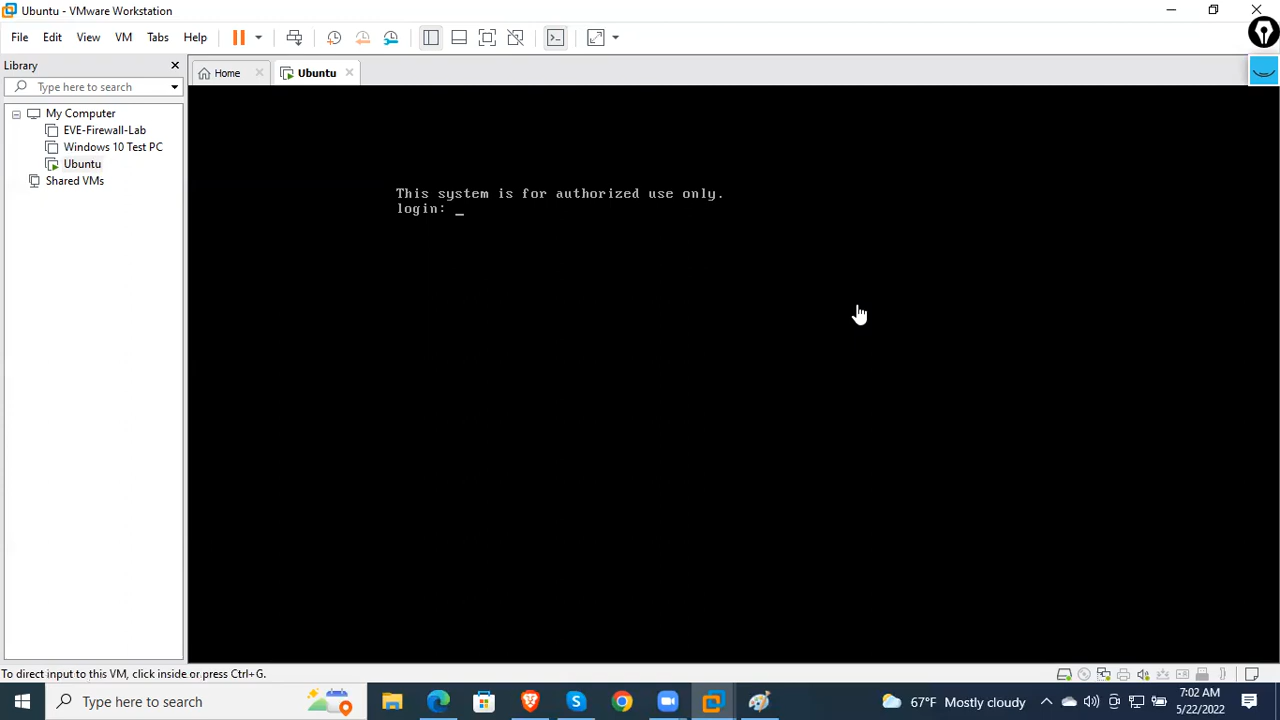 Ubuntu - VMware Workstation
File Edit View VM Tabs Help
Library
Type here to search
My Computer
EVE-Firewall-Lab
Windows 10 Test PC
Ubuntu
Shared VMs
Home
Ubuntu
This system is for authorized use only.
login: _
To direct input to this VM, click inside or press Ctrl+G.
Type here to search
67°F Mostly cloudy
7:02 AM
5/22/2022